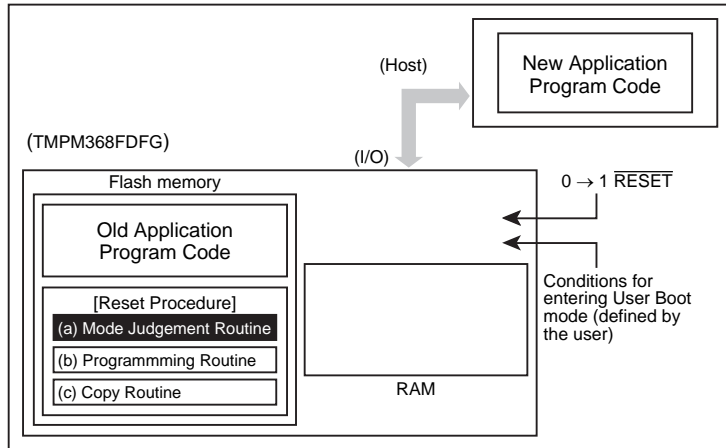 (Host)
New Application
Program Code
(TMPM368FDFG)
(I/O)
Flash memory
0 → 1 RESET
Old Application
Program Code
[Reset Procedure]
(a) Mode Judgement Routine
(b) Programmming Routine
(c) Copy Routine
Conditions for
entering User Boot
mode (defined by
the user)
RAM